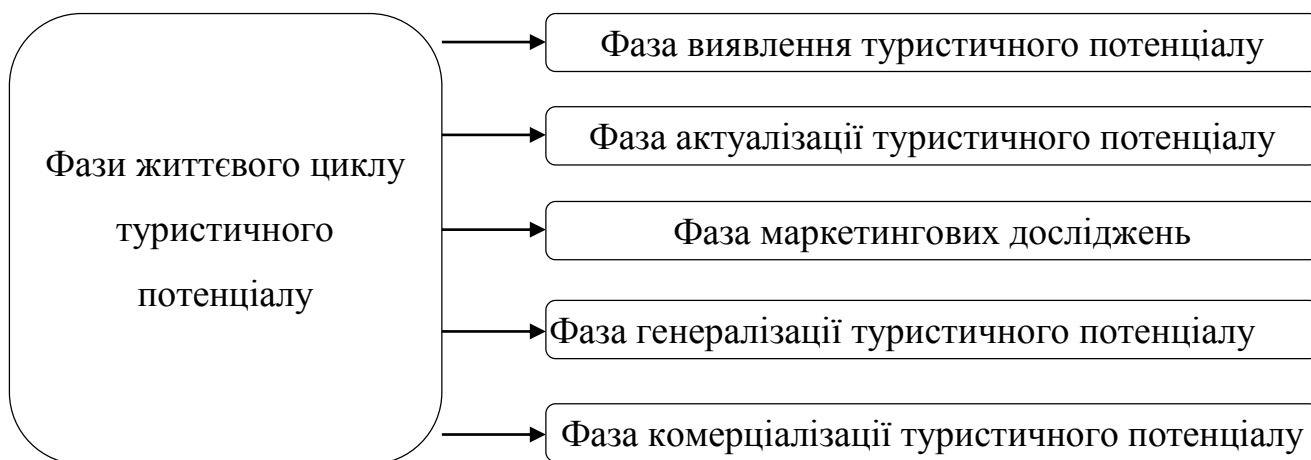 Фази життєвого циклу
туристичного
потенціалу
Фаза виявлення туристичного потенціалу
Фаза актуалізації туристичного потенціалу
Фаза маркетингових досліджень
Фаза генералізації туристичного потенціалу
Фаза комерціалізації туристичного потенціалу